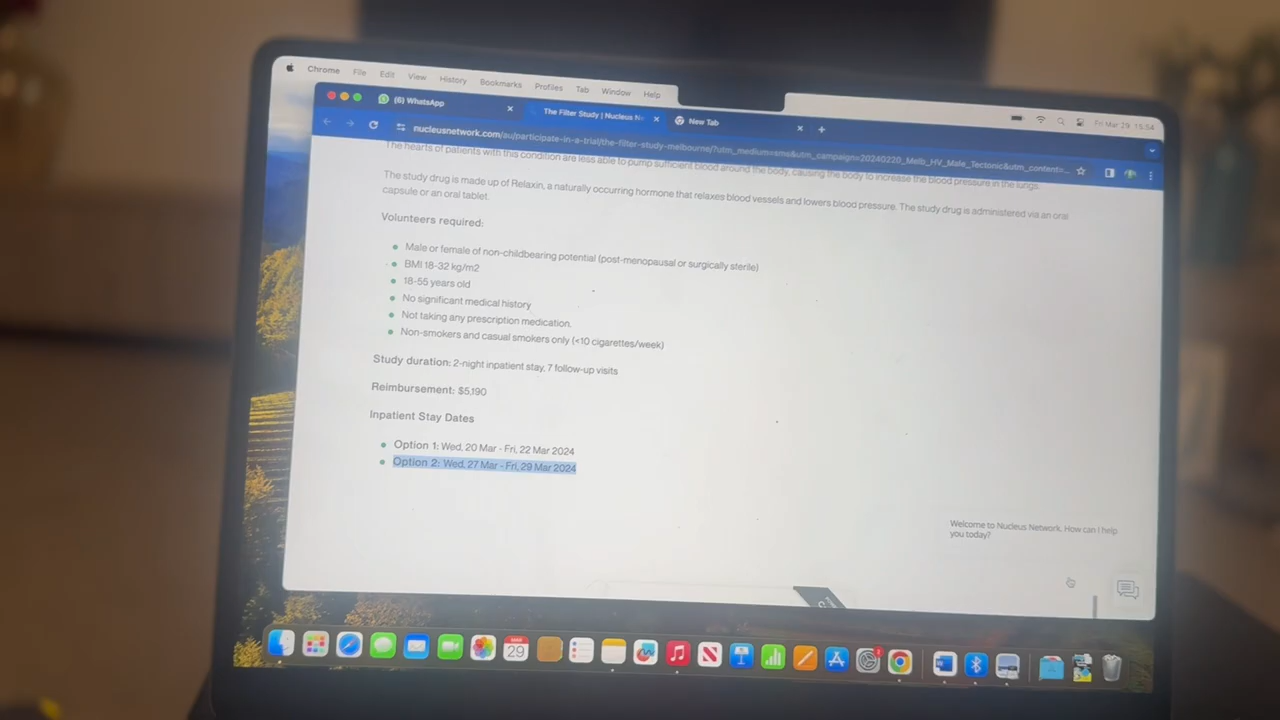 Chrome File Edit View History Bookmarks Profiles Tab Window Help
Fri Mar 29 15:54
(6) WhatsApp
The Filter Study | Nucleus Ne
New Tab
nucleusnetwork.com/au/participate-in-a-trial/the-filter-study-melbourne/?utm_medium=sms&utm_campaign=20240220_Melb_HV_Male_Tectonic&utm_content=...
The hearts of patients with this condition are less able to pump sufficient blood around the body, causing the body to increase the blood pressure in the lungs.
The study drug is made up of Relaxin, a naturally occurring hormone that relaxes blood vessels and lowers blood pressure. The study drug is administered via an oral
capsule or an oral tablet.
Volunteers required:
Male or female of non-childbearing potential (post-menopausal or surgically sterile)
BMI 18-32 kg/m2
18-55 years old
No significant medical history
Not taking any prescription medication.
Non-smokers and casual smokers only (<10 cigarettes/week)
Study duration: 2-night inpatient stay, 7 follow-up visits
Reimbursement: $5,190
Inpatient Stay Dates
Option 1: Wed, 20 Mar - Fri, 22 Mar 2024
Option 2: Wed, 27 Mar - Fri, 29 Mar 2024
Welcome to Nucleus Network. How can I help
you today?
MAR
29